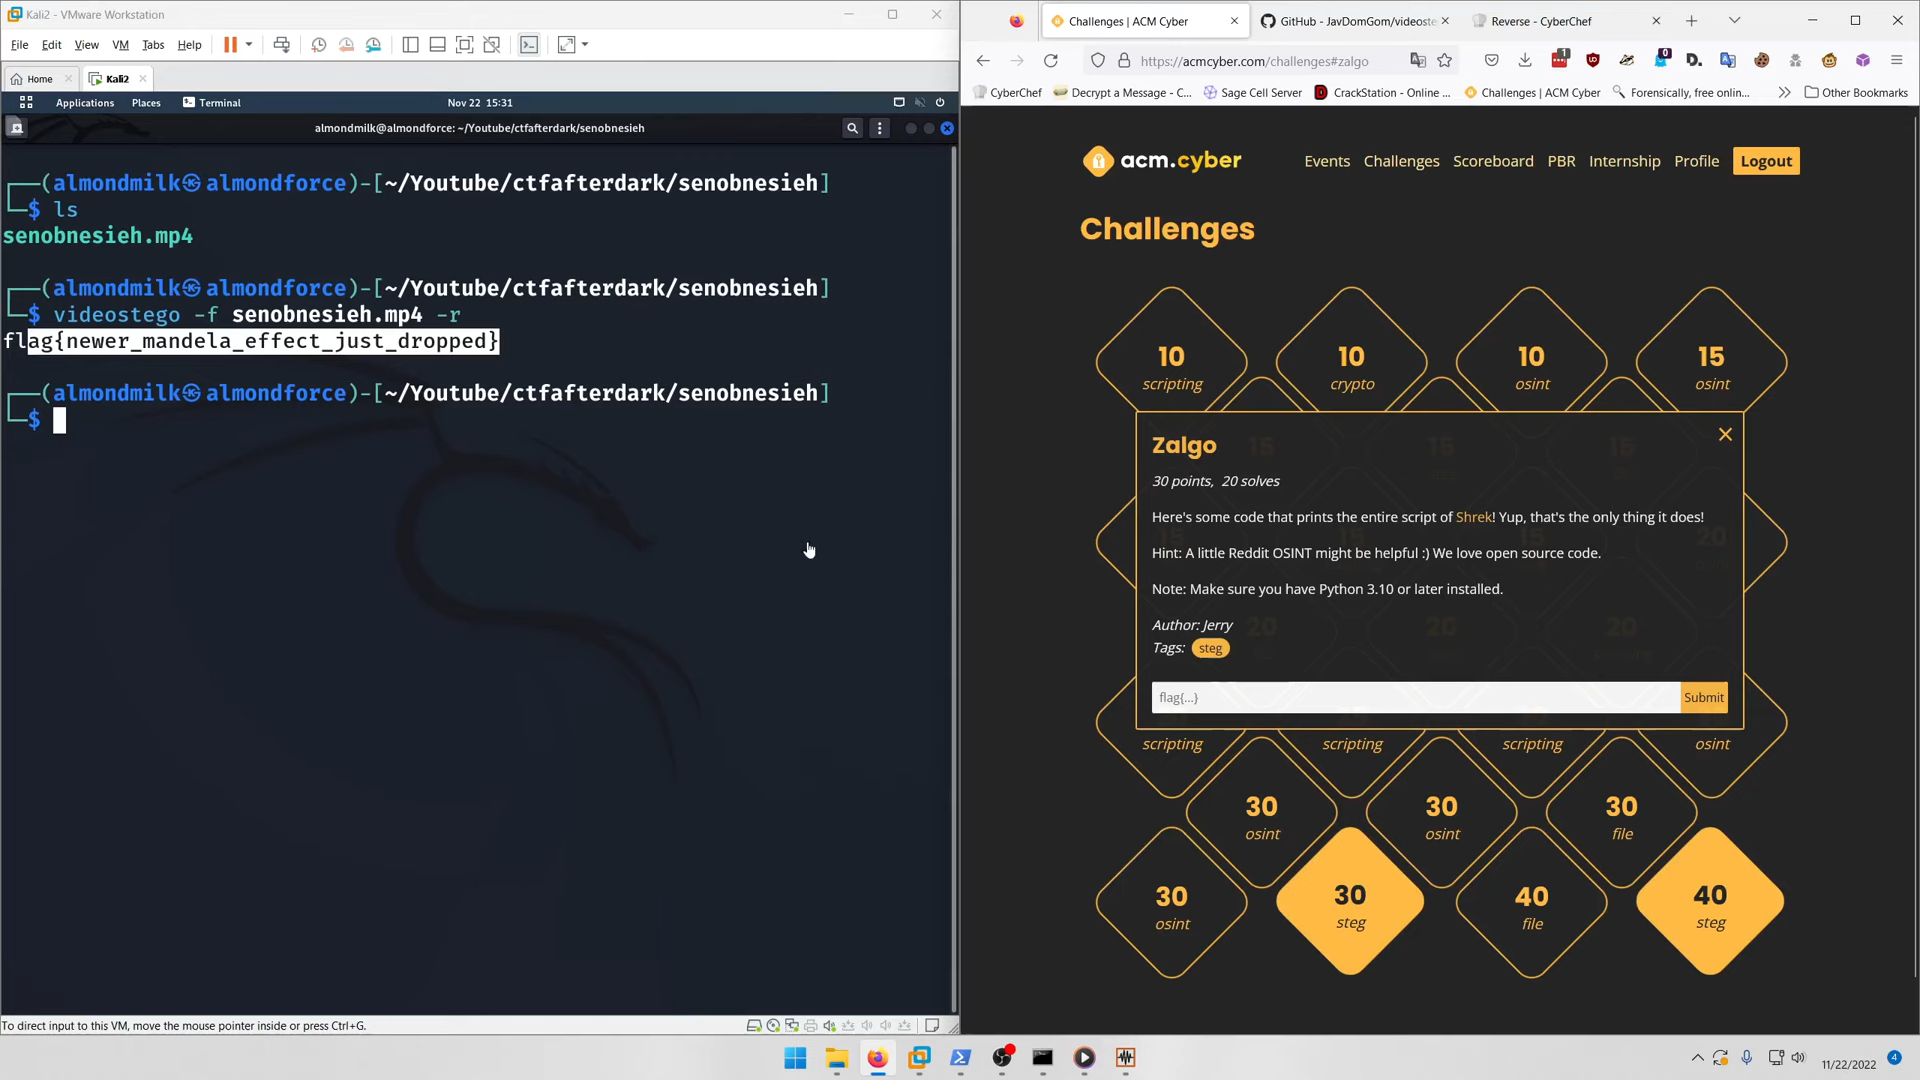 Kali2 - VMware Workstation
File Edit View VM Tabs Help
Home
Kali2
Applications Places Terminal Nov 22 15:31
almondmilk@almondforce: ~/Youtube/ctfafterdark/senobnesieh
(almondmilk㉿almondforce)-[~/Youtube/ctfafterdark/senobnesieh]
$ ls
senobnesieh.mp4
(almondmilk㉿almondforce)-[~/Youtube/ctfafterdark/senobnesieh]
$ videostego -f senobnesieh.mp4 -r
flag{newer_mandela_effect_just_dropped}
(almondmilk㉿almondforce)-[~/Youtube/ctfafterdark/senobnesieh]
$
To direct input to this VM, move the mouse pointer inside or press Ctrl+G.
Challenges | ACM Cyber
GitHub - JavDomGom/videoste
Reverse - CyberChef
https://acmcyber.com/challenges#zalgo
1
0
CyberChef
Decrypt a Message - C...
Sage Cell Server
CrackStation - Online ...
Challenges | ACM Cyber
Forensically, free onlin...
Other Bookmarks
acm.cyber
Events Challenges Scoreboard PBR Internship Profile Logout
Challenges
10 10 10 15
scripting crypto osint osint
15 15 15
Zalgo
30 points, 20 solves
Here's some code that prints the entire script of Shrek! Yup, that's the only thing it does!
Hint: A little Reddit OSINT might be helpful :) We love open source code.
Note: Make sure you have Python 3.10 or later installed.
20 20 20
Author: Jerry
Tags: steg
flag{...}
Submit
scripting scripting scripting osint
30 30 30
osint osint file
30 30 40 40
osint steg file steg
11/22/2022
4